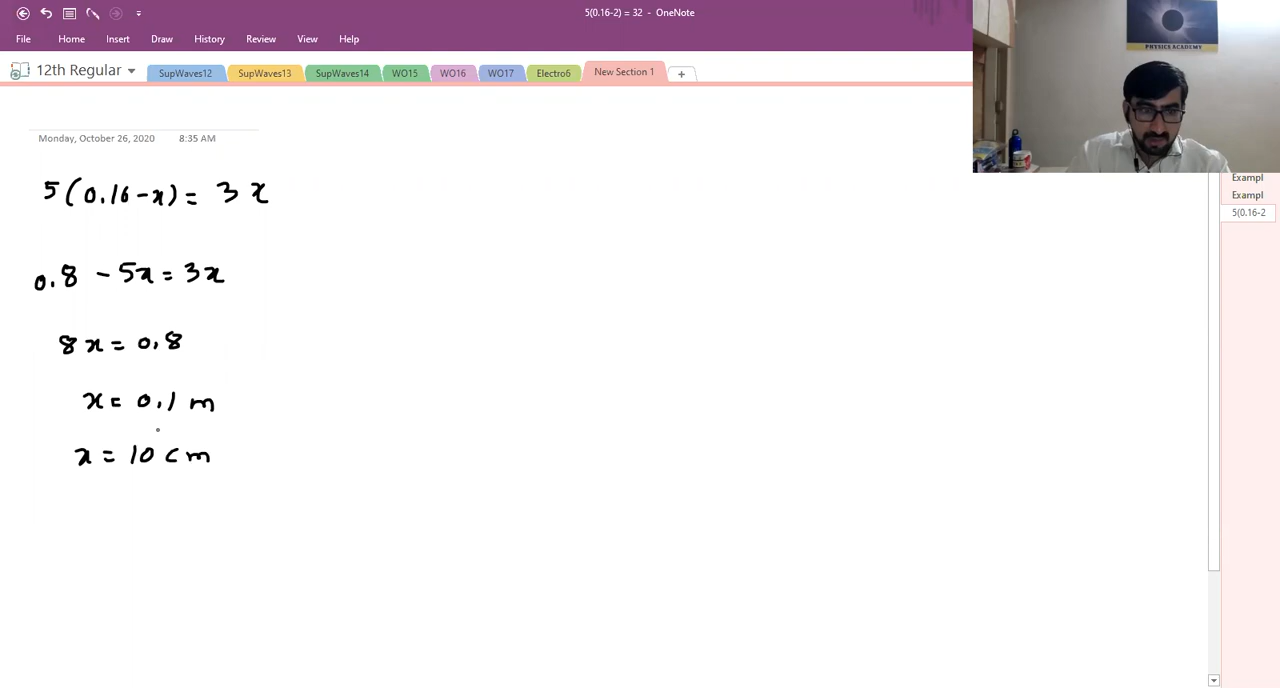 5(0.16-2) = 32 - OneNote
File Home Insert Draw History Review View Help
12th Regular SupWaves12 SupWaves13 SupWaves14 WO15 WO16 WO17 Electro6 New Section 1
PHYSICS ACADEMY
Monday, October 26, 2020 8:35 AM
Exampl
Exampl
5(0.16-2
5(0.16-x) = 3x
0.8 - 5x = 3x
8x = 0.8
x = 0.1 m
x = 10 cm